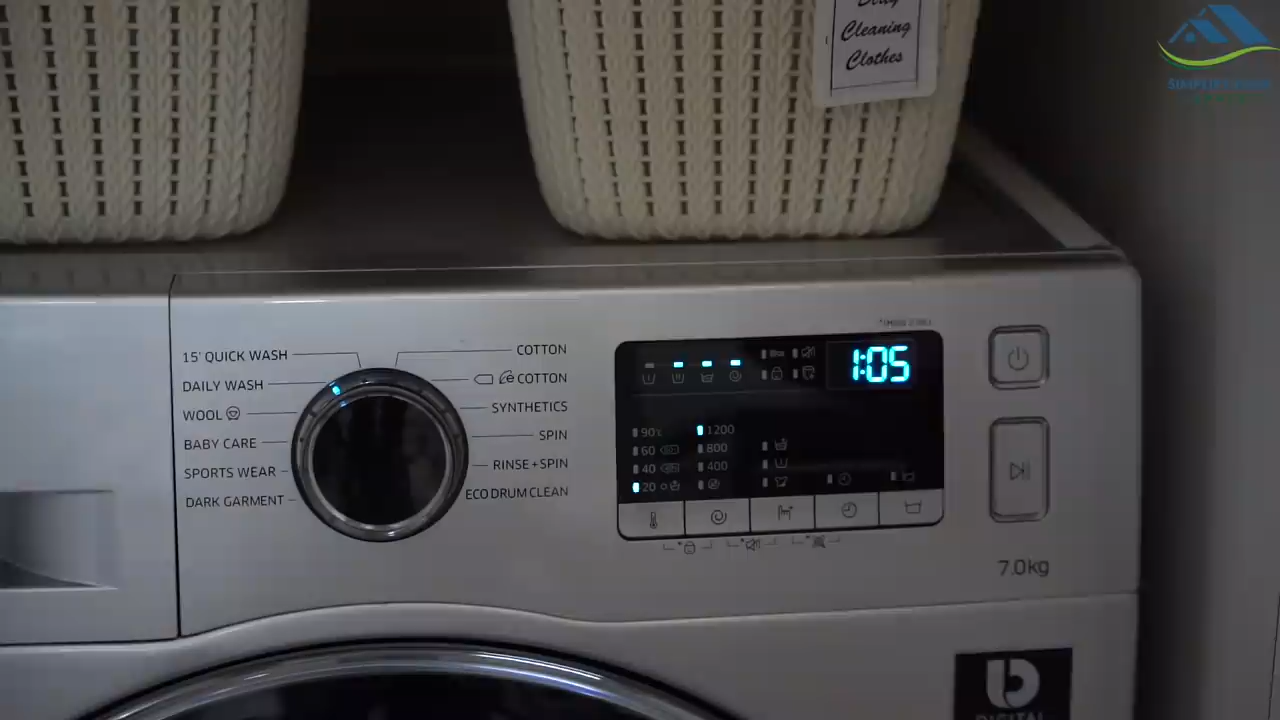 Cleaning
Clothes
15' QUICK WASH
DAILY WASH
WOOL
BABY CARE
SPORTS WEAR
DARK GARMENT
COTTON
COTTON
SYNTHETICS
SPIN
RINSE+SPIN
ECO DRUM CLEAN
1:05
90°c
60
40
20
1200
800
400
7.0kg
DIGITAL